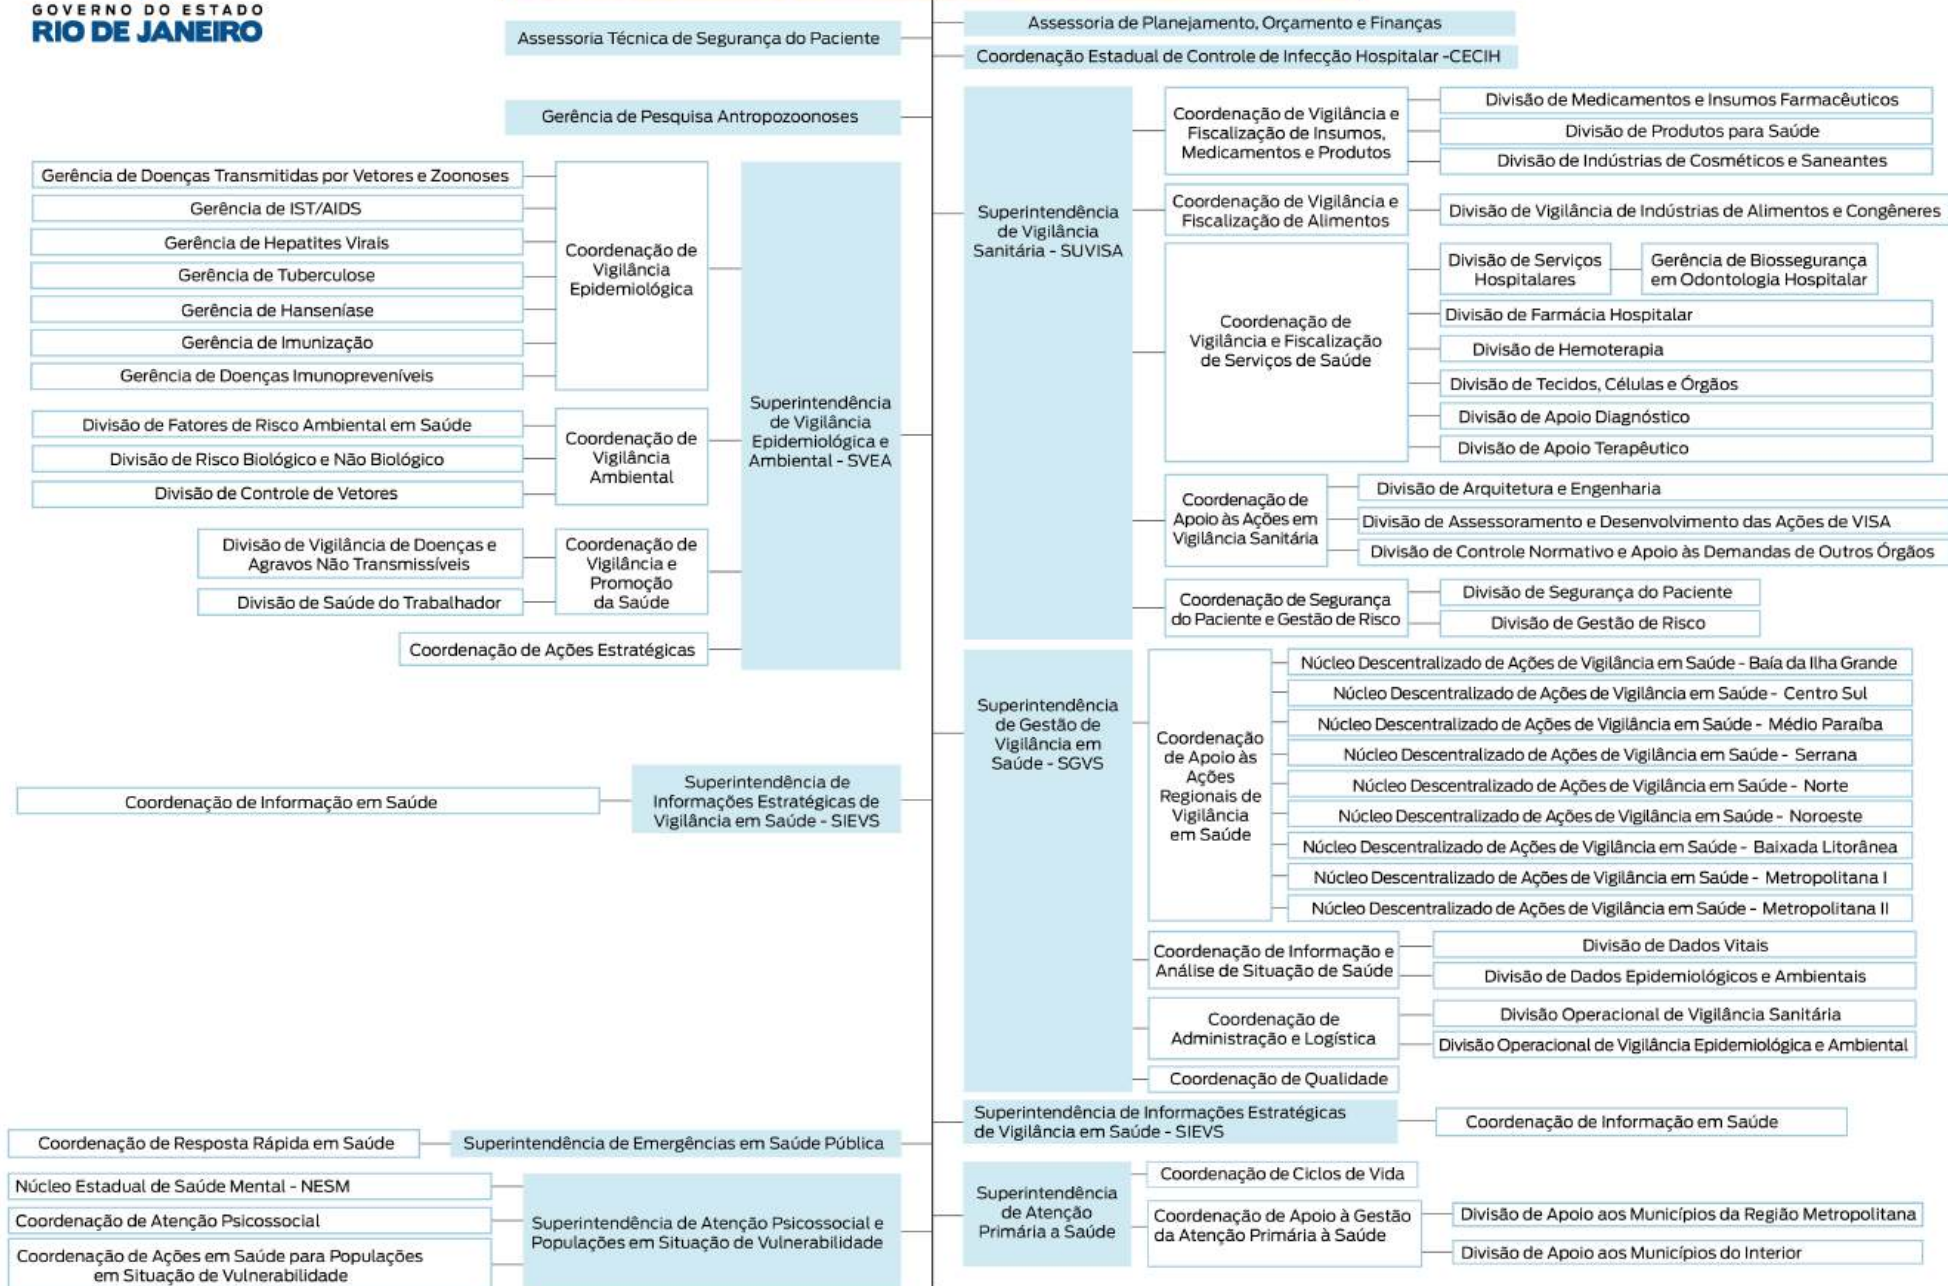 GOVERNO DO ESTADO
RIO DE JANEIRO
Assessoria Técnica de Segurança do Paciente
Gerência de Pesquisa Antropozoonoses
Gerência de Doenças Transmitidas por Vetores e Zoonoses
Gerência de IST/AIDS
Gerência de Hepatites Virais
Gerência de Tuberculose
Gerência de Hanseníase
Gerência de Imunização
Gerência de Doenças Imunopreveníveis
Coordenação de
Vigilância
Epidemiológica
Divisão de Fatores de Risco Ambiental em Saúde
Divisão de Risco Biológico e Não Biológico
Divisão de Controle de Vetores
Coordenação de
Vigilância
Ambiental
Divisão de Vigilância de Doenças e
Agravos Não Transmissíveis
Divisão de Saúde do Trabalhador
Coordenação de
Vigilância e
Promoção
da Saúde
Coordenação de Ações Estratégicas
Superintendência
de Vigilância
Epidemiológica e
Ambiental - SVEA
Coordenação de Informação em Saúde
Superintendência de
Informações Estratégicas de
Vigilância em Saúde - SIEVS
Coordenação de Resposta Rápida em Saúde
Superintendência de Emergências em Saúde Pública
Núcleo Estadual de Saúde Mental - NESM
Coordenação de Atenção Psicossocial
Coordenação de Ações em Saúde para Populações
em Situação de Vulnerabilidade
Superintendência de Atenção Psicossocial e
Populações em Situação de Vulnerabilidade
Assessoria de Planejamento, Orçamento e Finanças
Coordenação Estadual de Controle de Infecção Hospitalar -CECIH
Superintendência
de Vigilância
Sanitária - SUVISA
Coordenação de Vigilância e
Fiscalização de Insumos,
Medicamentos e Produtos
Divisão de Medicamentos e Insumos Farmacêuticos
Divisão de Produtos para Saúde
Divisão de Indústrias de Cosméticos e Saneantes
Coordenação de Vigilância e
Fiscalização de Alimentos
Divisão de Vigilância de Indústrias de Alimentos e Congêneres
Coordenação de
Vigilância e Fiscalização
de Serviços de Saúde
Divisão de Serviços
Hospitalares
Gerência de Biossegurança
em Odontologia Hospitalar
Divisão de Farmácia Hospitalar
Divisão de Hemoterapia
Divisão de Tecidos, Células e Órgãos
Divisão de Apoio Diagnóstico
Divisão de Apoio Terapêutico
Coordenação de
Apoio às Ações em
Vigilância Sanitária
Divisão de Arquitetura e Engenharia
Divisão de Assessoramento e Desenvolvimento das Ações de VISA
Divisão de Controle Normativo e Apoio às Demandas de Outros Órgãos
Coordenação de Segurança
do Paciente e Gestão de Risco
Divisão de Segurança do Paciente
Divisão de Gestão de Risco
Superintendência
de Gestão de
Vigilância em
Saúde - SGVS
Coordenação
de Apoio às
Ações
Regionais de
Vigilância
em Saúde
Núcleo Descentralizado de Ações de Vigilância em Saúde - Baía da Ilha Grande
Núcleo Descentralizado de Ações de Vigilância em Saúde - Centro Sul
Núcleo Descentralizado de Ações de Vigilância em Saúde - Médio Paraíba
Núcleo Descentralizado de Ações de Vigilância em Saúde - Serrana
Núcleo Descentralizado de Ações de Vigilância em Saúde - Norte
Núcleo Descentralizado de Ações de Vigilância em Saúde - Noroeste
Núcleo Descentralizado de Ações de Vigilância em Saúde - Baixada Litorânea
Núcleo Descentralizado de Ações de Vigilância em Saúde - Metropolitana I
Núcleo Descentralizado de Ações de Vigilância em Saúde - Metropolitana II
Coordenação de Informação e
Análise de Situação de Saúde
Divisão de Dados Vitais
Divisão de Dados Epidemiológicos e Ambientais
Coordenação de
Administração e Logística
Divisão Operacional de Vigilância Sanitária
Divisão Operacional de Vigilância Epidemiológica e Ambiental
Coordenação de Qualidade
Superintendência de Informações Estratégicas
de Vigilância em Saúde - SIEVS
Coordenação de Informação em Saúde
Superintendência
de Atenção
Primária a Saúde
Coordenação de Ciclos de Vida
Coordenação de Apoio à Gestão
da Atenção Primária à Saúde
Divisão de Apoio aos Municípios da Região Metropolitana
Divisão de Apoio aos Municípios do Interior